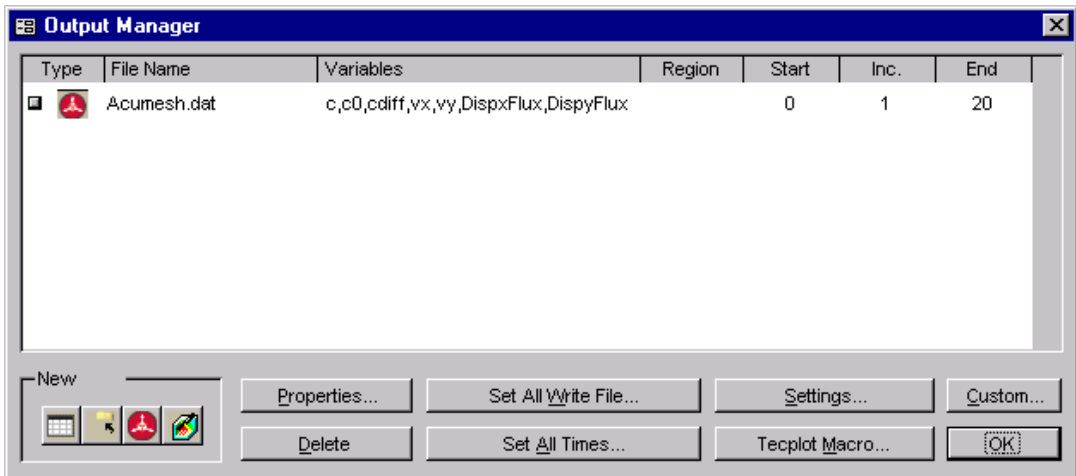 Output Manager
Type File Name Variables Region Start Inc. End
Acumesh.dat c,c0,cdiff,vx,vy,DispxFlux,DispyFlux 0 1 20
New
Properties... Set All Write File... Settings... Custom...
Delete Set All Times... Tecplot Macro... OK